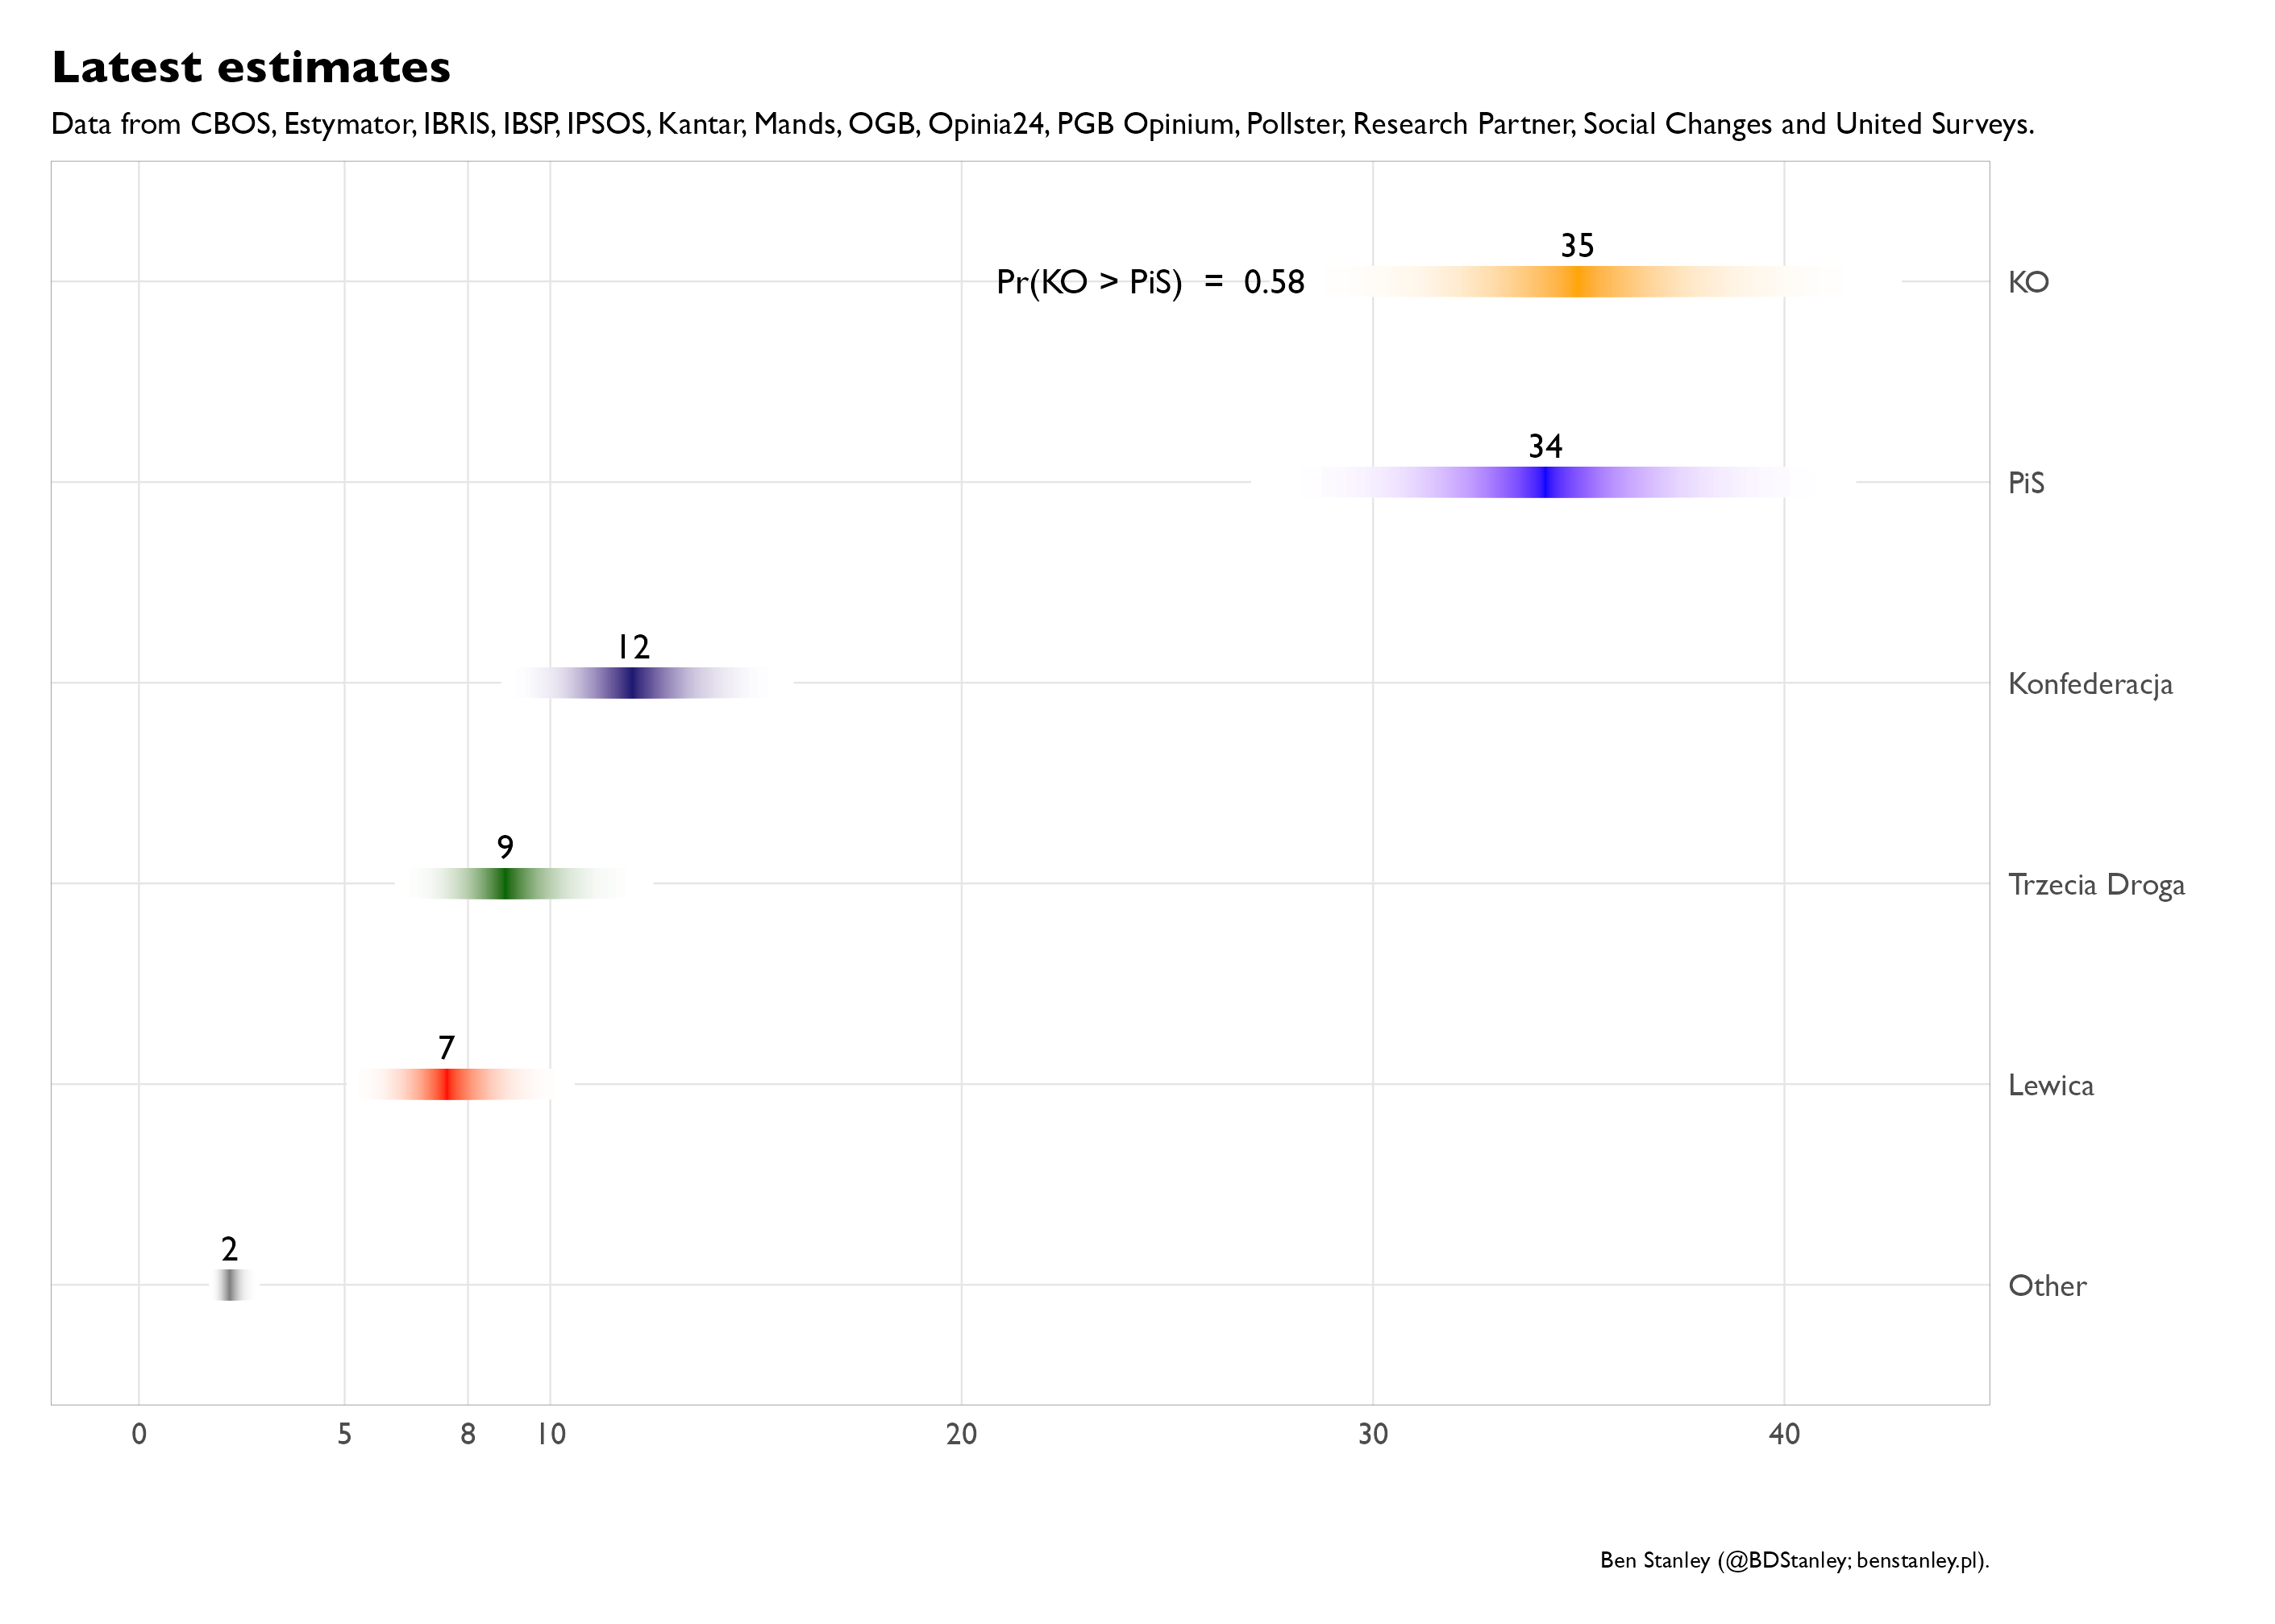 Latest estimates
Data from CBOS, Estymator, IBRIS, IBSP, IPSOS, Kantar, Mands, OGB, Opinia24, PGB Opinium, Pollster, Research Partner, Social Changes and United Surveys.
35
Pr(KO > PiS) = 0.58
KO
34
PiS
12
Konfederacja
9
Trzecia Droga
7
Lewica
2
Other
0 5 8 10 20 30 40
Ben Stanley (@BDStanley; benstanley.pl).